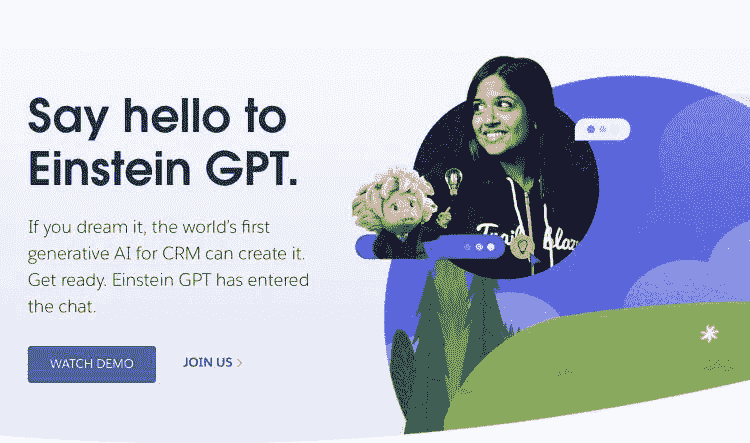 Say hello to
Einstein GPT.
If you dream it, the world's first
generative AI for CRM can create it.
Get ready. Einstein GPT has entered
the chat.
WATCH DEMO
JOIN US